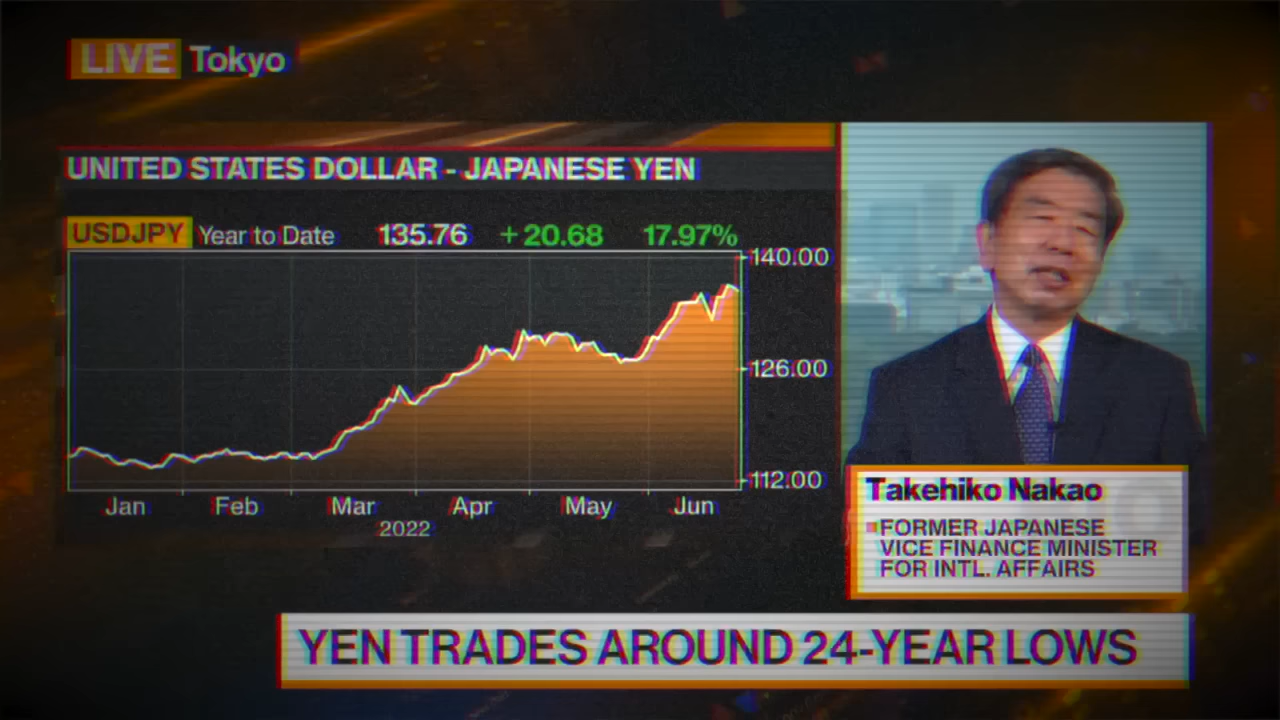 LIVE Tokyo
UNITED STATES DOLLAR - JAPANESE YEN
USDJPY Year to Date 135.76 +20.68 17.97%
140.00
126.00
112.00
Jan Feb Mar Apr May Jun
2022
Takehiko Nakao
FORMER JAPANESE
VICE FINANCE MINISTER
FOR INTL. AFFAIRS
YEN TRADES AROUND 24-YEAR LOWS